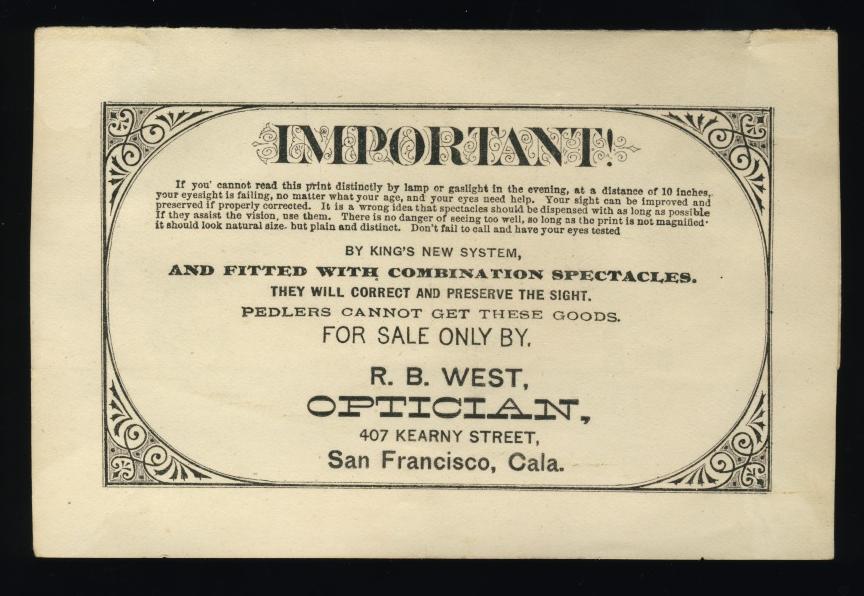 IMPORTANT!
If you' cannot read this print distinctly by lamp or gaslight in the evening, at a distance of 10 inches,
your eyesight is failing, no matter what your age, and your eyes need help. Your sight can be improved and
preserved if properly corrected. It is a wrong idea that spectacles should be dispensed with as long as possible
If they assist the vision, use them. There is no danger of seeing too well, so long as the print is not magnified·
it should look natural size. but plain and distinct. Don't fail to call and have your eyes tested
BY KING'S NEW SYSTEM,
AND FITTED WITH COMBINATION SPECTACLES.
THEY WILL CORRECT AND PRESERVE THE SIGHT.
PEDLERS CANNOT GET THESE GOODS.
FOR SALE ONLY BY.
R. B. WEST,
OPTICIAN,
407 KEARNY STREET,
San Francisco, Cala.